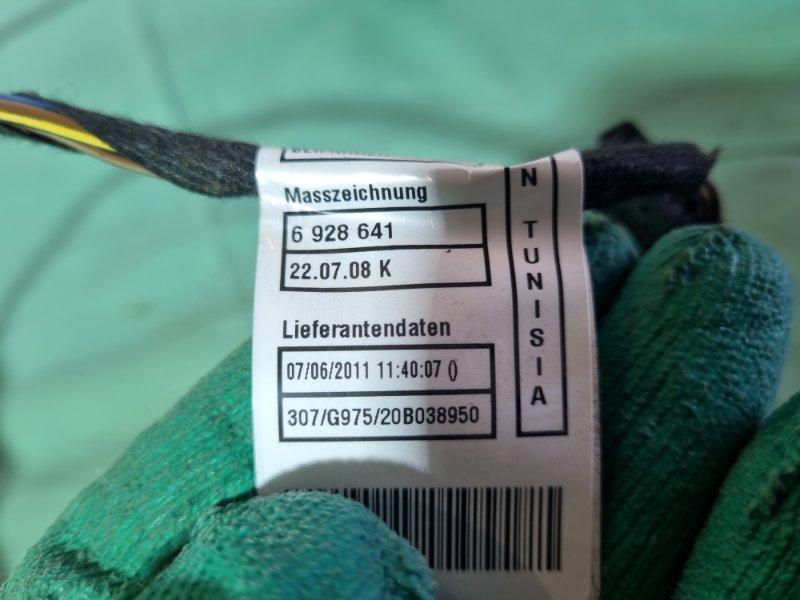 Masszeichnung
6 928 641
22.07.08 K
Lieferantendaten
07/06/2011 11:40:07 ()
307/G975/20B038950
N TUNISIA